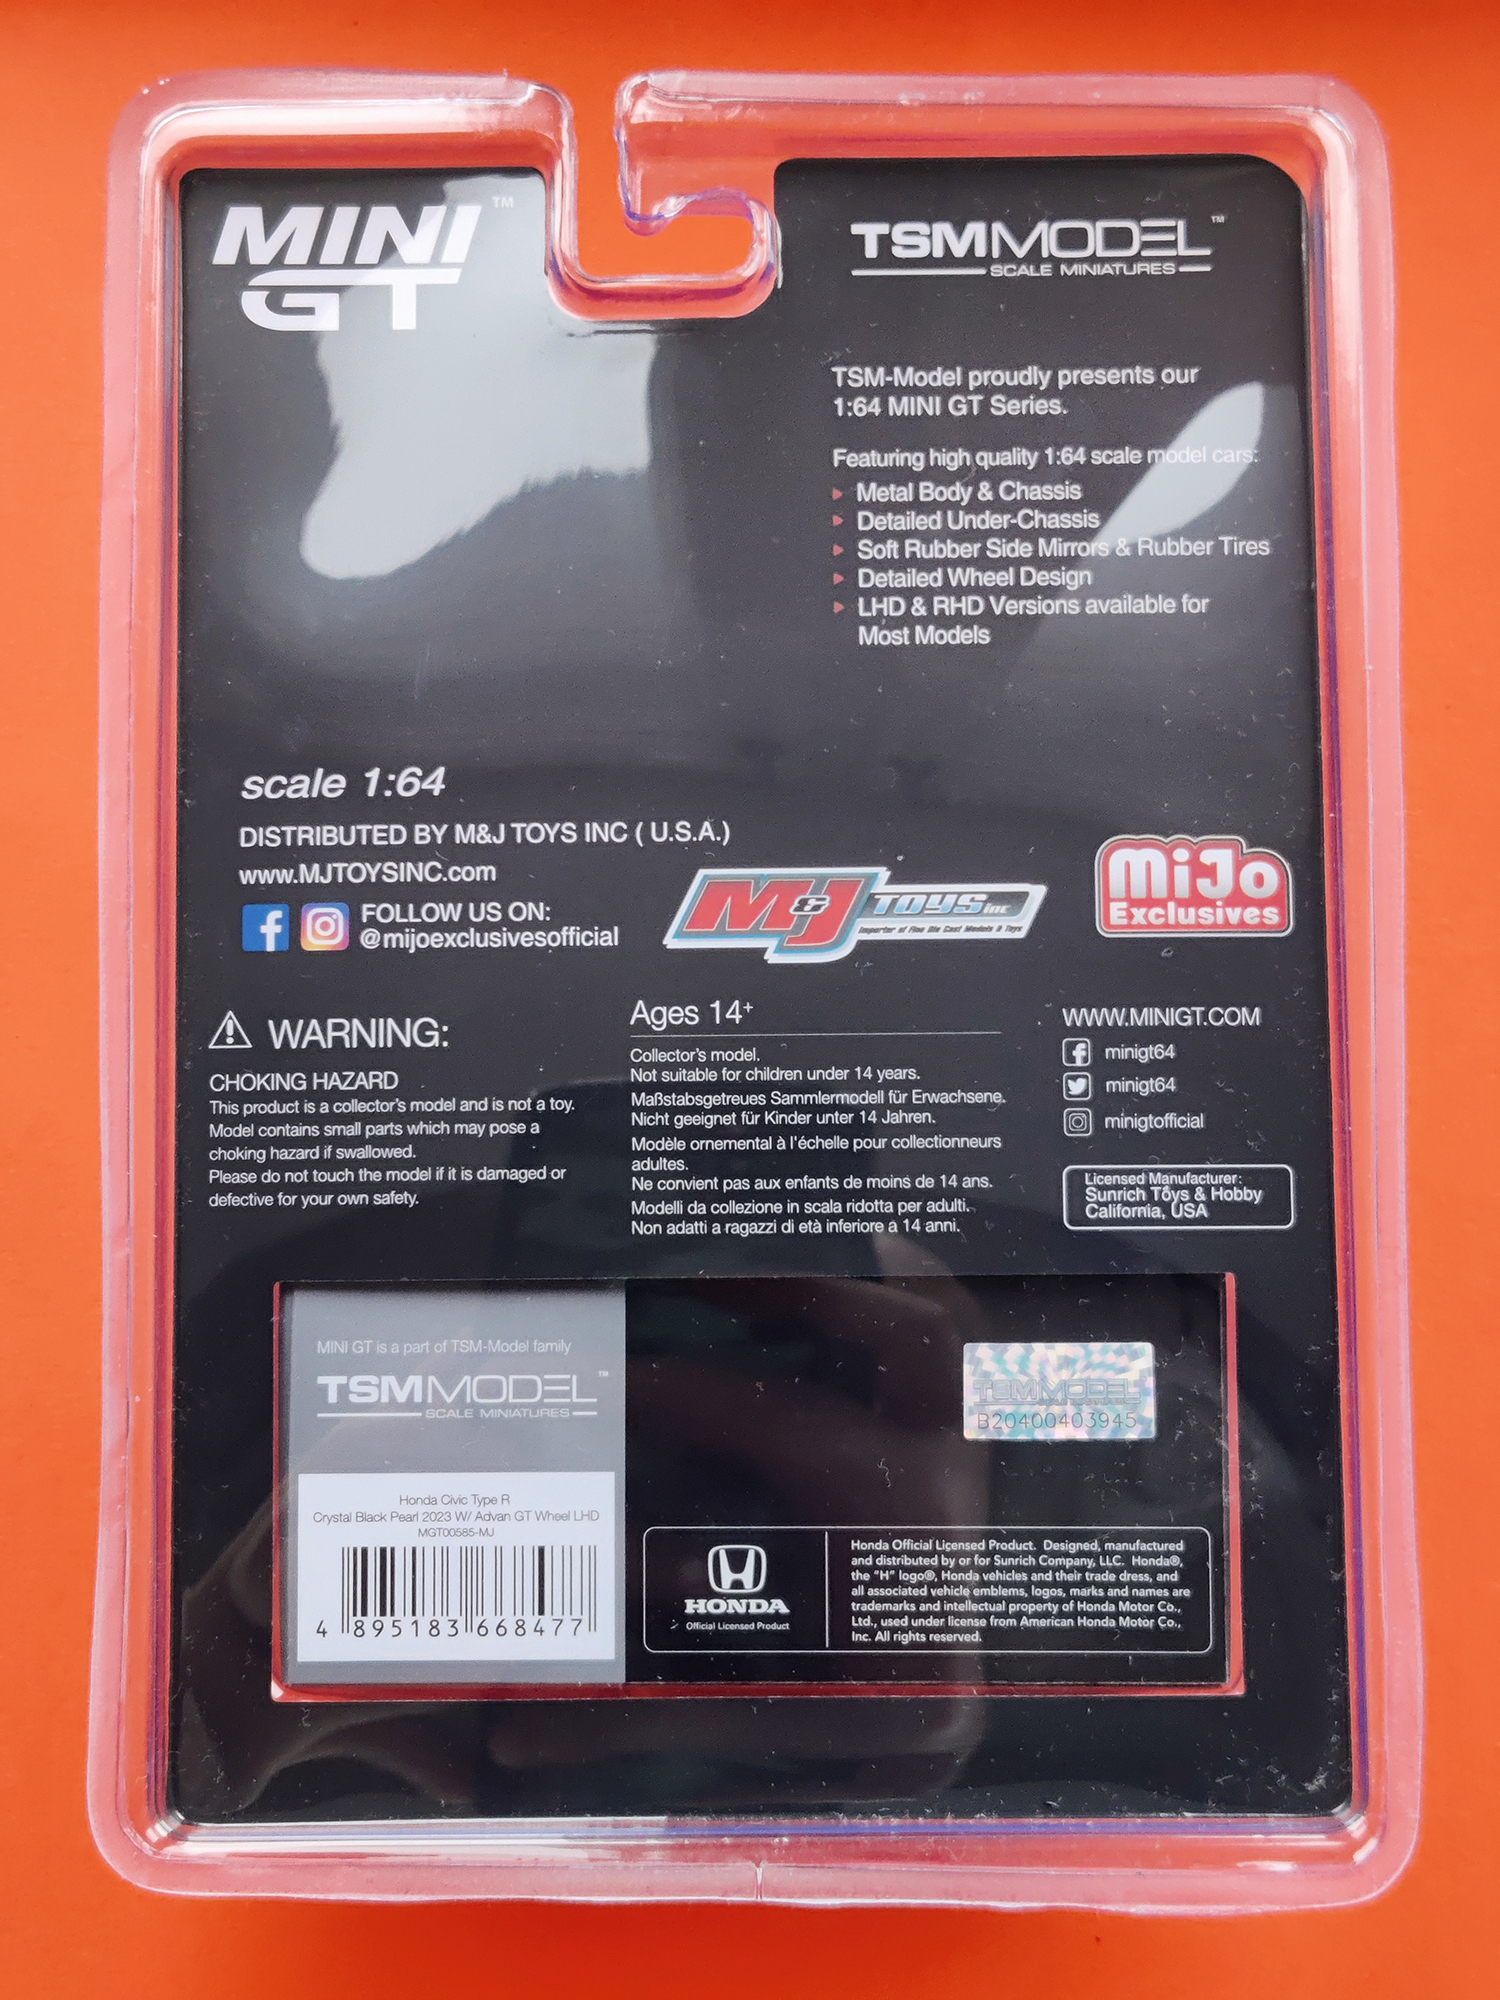 MINI GT™
TSMMODEL™
SCALE MINIATURES
TSM-Model proudly presents our
1:64 MINI GT Series.
Featuring high quality 1:64 scale model cars:
Metal Body & Chassis
Detailed Under-Chassis
Soft Rubber Side Mirrors & Rubber Tires
Detailed Wheel Design
LHD & RHD Versions available for
Most Models
scale 1:64
DISTRIBUTED BY M&J TOYS INC ( U.S.A.)
www.MJTOYSINC.com
FOLLOW US ON:
@mijoexclusivesofficial
M&J TOYS inc
Importer of Fine Die Cast Models & Toys
MiJo
Exclusives
WARNING:
CHOKING HAZARD
This product is a collector's model and is not a toy.
Model contains small parts which may pose a
choking hazard if swallowed.
Please do not touch the model if it is damaged or
defective for your own safety.
Ages 14+
Collector's model.
Not suitable for children under 14 years.
Maßstabsgetreues Sammlermodell für Erwachsene.
Nicht geeignet für Kinder unter 14 Jahren.
Modèle ornemental à l'échelle pour collectionneurs
adultes.
Ne convient pas aux enfants de moins de 14 ans.
Modelli da collezione in scala ridotta per adulti.
Non adatti a ragazzi di età inferiore a 14 anni.
WWW.MINIGT.COM
minigt64
minigt64
minigtofficial
Licensed Manufacturer:
Sunrich Toys & Hobby
California, USA
MINI GT is a part of TSM-Model family
TSMMODEL™
SCALE MINIATURES
Honda Civic Type R
Crystal Black Pearl 2023 W/ Advan GT Wheel LHD
MGT00585-MJ
4 895183 668477
TSMMODEL
B20400403945
HONDA
Official Licensed Product
Honda Official Licensed Product. Designed, manufactured
and distributed by or for Sunrich Company, LLC. Honda®,
the "H" logo®, Honda vehicles and their trade dress, and
all associated vehicle emblems, logos, marks and names are
trademarks and intellectual property of Honda Motor Co.,
Ltd., used under license from American Honda Motor Co.,
Inc. All rights reserved.